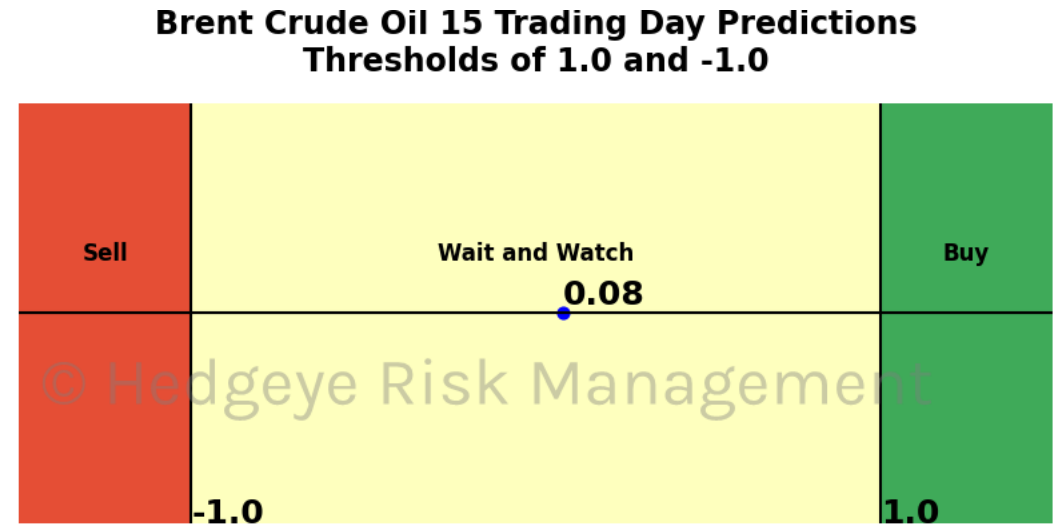 Brent Crude Oil 15 Trading Day Predictions
Thresholds of 1.0 and -1.0
Sell
Wait and Watch
Buy
0.08
© Hedgeye Risk Management
-1.0
1.0